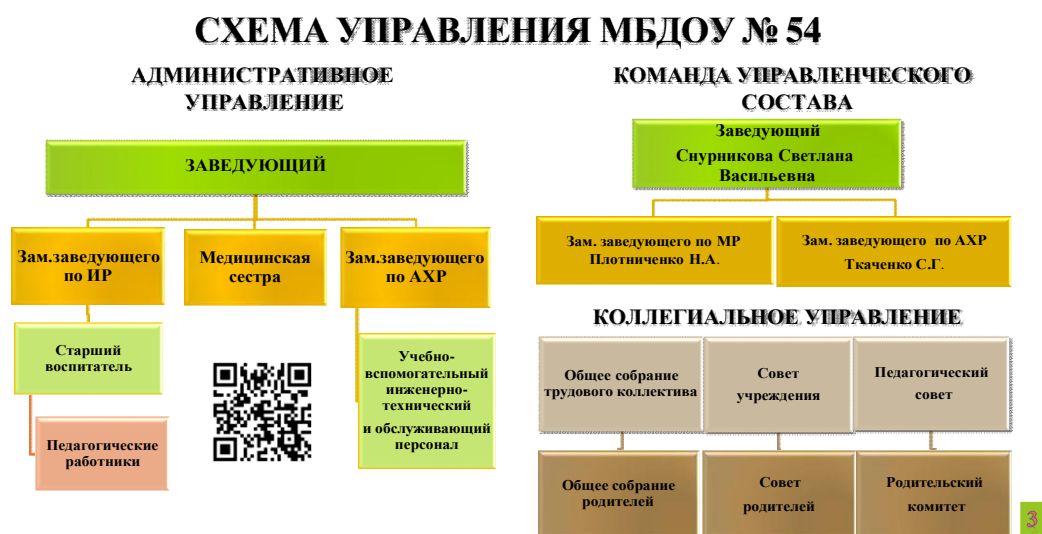 СХЕМА УПРАВЛЕНИЯ МБДОУ № 54
АДМИНИСТРАТИВНОЕ
УПРАВЛЕНИЕ
ЗАВЕДУЮЩИЙ
Зам.заведующего
по ИР
Медицинская
сестра
Зам.заведующего
по АХР
Старший
воспитатель
Педагогические
работники
Учебно-
вспомогательный
инженерно-
технический
и обслуживающий
персонал
КОМАНДА УПРАВЛЕНЧЕСКОГО
СОСТАВА
Заведующий
Снурникова Светлана
Васильевна
Зам. заведующего по МР
Плотниченко Н.А.
Зам. заведующего по АХР
Ткаченко С.Г.
КОЛЛЕГИАЛЬНОЕ УПРАВЛЕНИЕ
Общее собрание
трудового коллектива
Совет
учреждения
Педагогический
совет
Общее собрание
родителей
Совет
родителей
Родительский
комитет
3